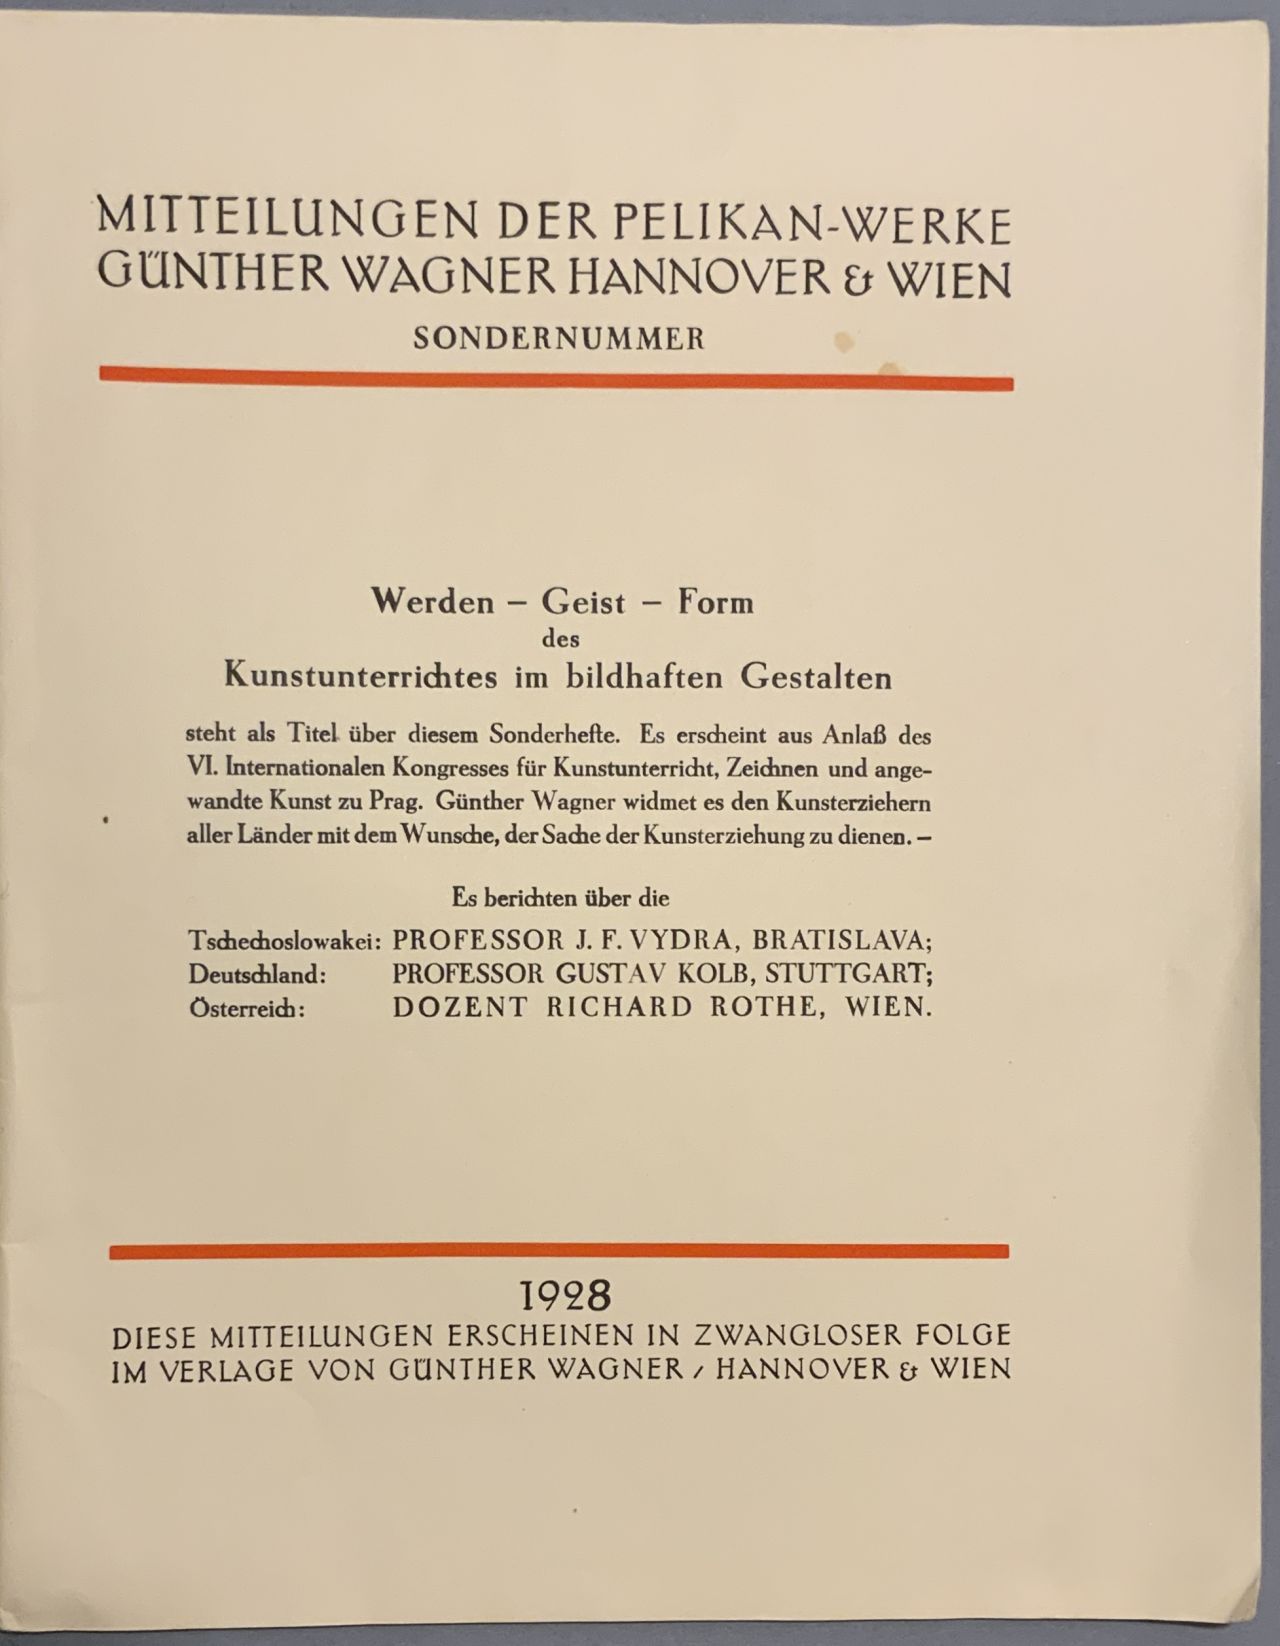 MITTEILUNGEN DER PELIKAN-WERKE
GÜNTHER WAGNER HANNOVER & WIEN
SONDERNUMMER
Werden – Geist – Form
des
Kunstunterrichtes im bildhaften Gestalten
steht als Titel über diesem Sonderhefte. Es erscheint aus Anlaß des
VI. Internationalen Kongresses für Kunstunterricht, Zeichnen und ange-
wandte Kunst zu Prag. Günther Wagner widmet es den Kunsterziehern
aller Länder mit dem Wunsche, der Sache der Kunsterziehung zu dienen. –
Es berichten über die
Tschechoslowakei: PROFESSOR J. F. VYDRA, BRATISLAVA;
Deutschland: PROFESSOR GUSTAV KOLB, STUTTGART;
Österreich: DOZENT RICHARD ROTHE, WIEN.
1928
DIESE MITTEILUNGEN ERSCHEINEN IN ZWANGLOSER FOLGE
IM VERLAGE VON GÜNTHER WAGNER / HANNOVER & WIEN